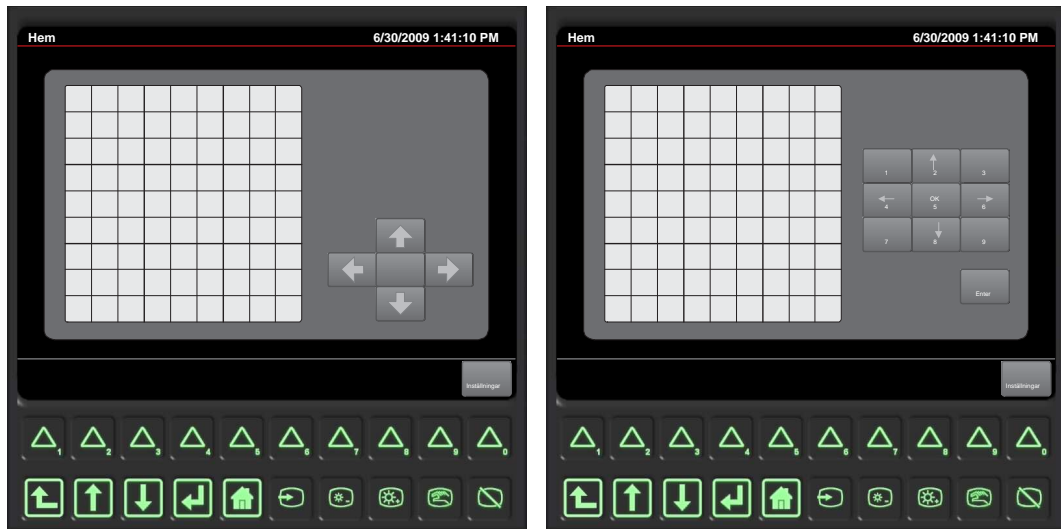 Hem 6/30/2009 1:41:10 PM
Inställningar
1 2 3 4 5 6 7 8 9 0
Hem 6/30/2009 1:41:10 PM
1 2 3
4 OK 5 6
7 8 9
Enter
Inställningar
1 2 3 4 5 6 7 8 9 0